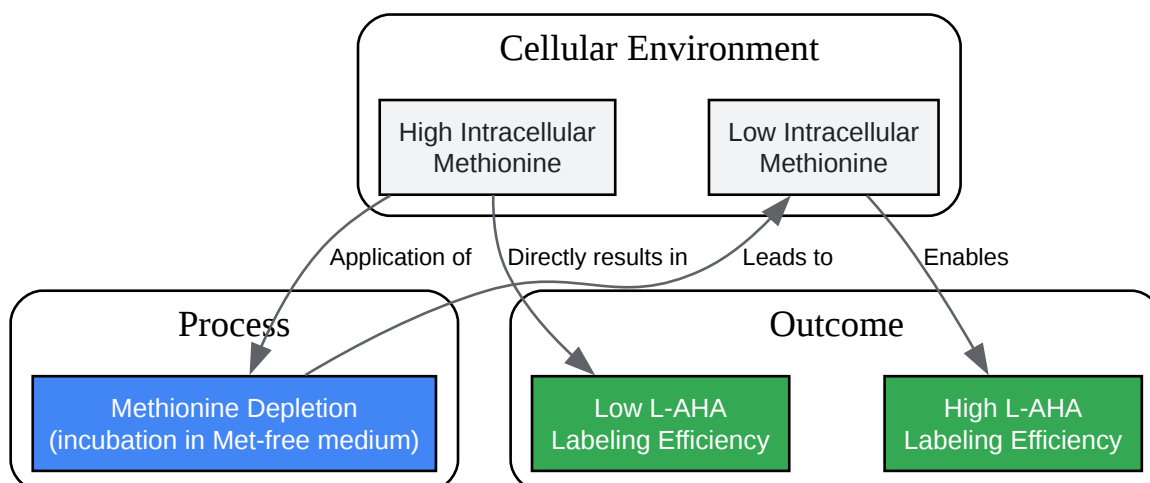 Cellular Environment
High Intracellular
Methionine
Low Intracellular
Methionine
Application of
Directly results in
Leads to
Enables
Process
Outcome
Methionine Depletion
(incubation in Met-free medium)
Low L-AHA
Labeling Efficiency
High L-AHA
Labeling Efficiency